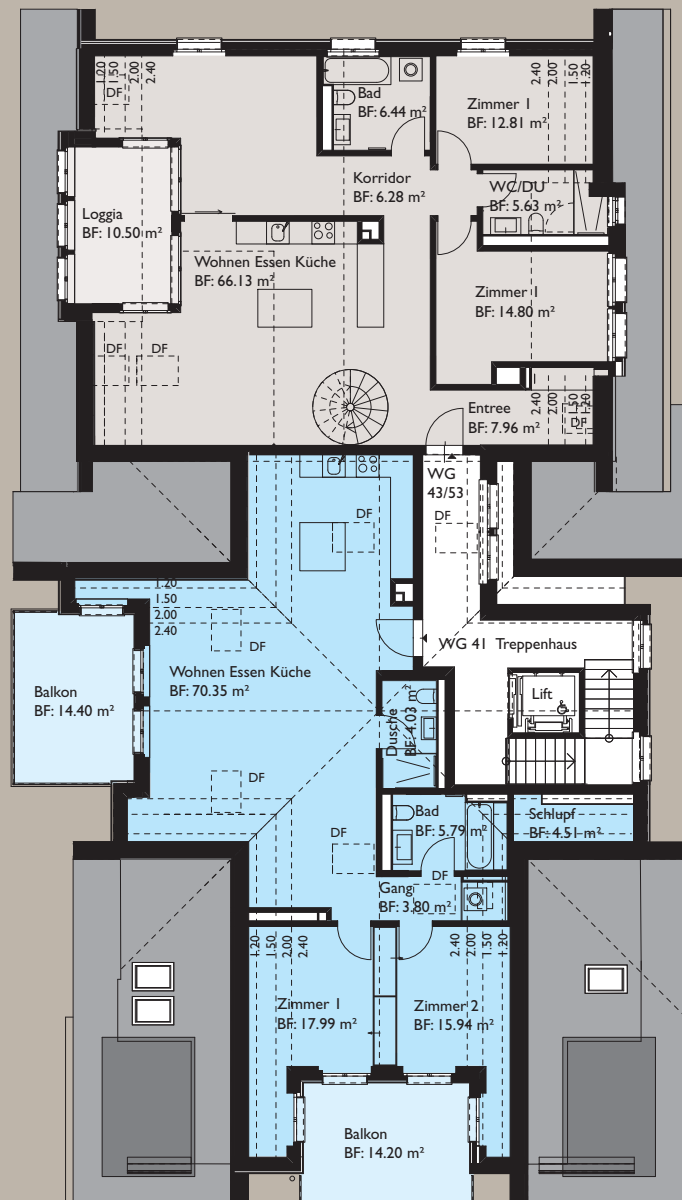 1.20
1.50
2.00
2.40
DF
Bad
BF: 6.44 m²
2.40
2.00
1.50
1.20
Zimmer 1
BF: 12.81 m²
Korridor
BF: 6.28 m²
WC/DU
BF: 5.63 m²
Loggia
BF: 10.50 m²
Wohnen Essen Küche
BF: 66.13 m²
Zimmer 1
BF: 14.80 m²
DF
DF
Entree
BF: 7.96 m²
2.40
2.00
1.50
1.20
DF
WG
43/53
DF
DF
1.20
1.50
2.00
2.40
DF
WG 41 Treppenhaus
Wohnen Essen Küche
BF: 70.35 m²
Balkon
BF: 14.40 m²
Dusche
BF: 4.03 m²
Lift
DF
DF
Bad
BF: 5.79 m²
Schlupf
BF: 4.51 m²
DF
Gang
BF: 3.80 m²
1.20
1.50
2.00
2.40
2.40
2.00
1.50
1.20
Zimmer 1
BF: 17.99 m²
Zimmer 2
BF: 15.94 m²
Balkon
BF: 14.20 m²